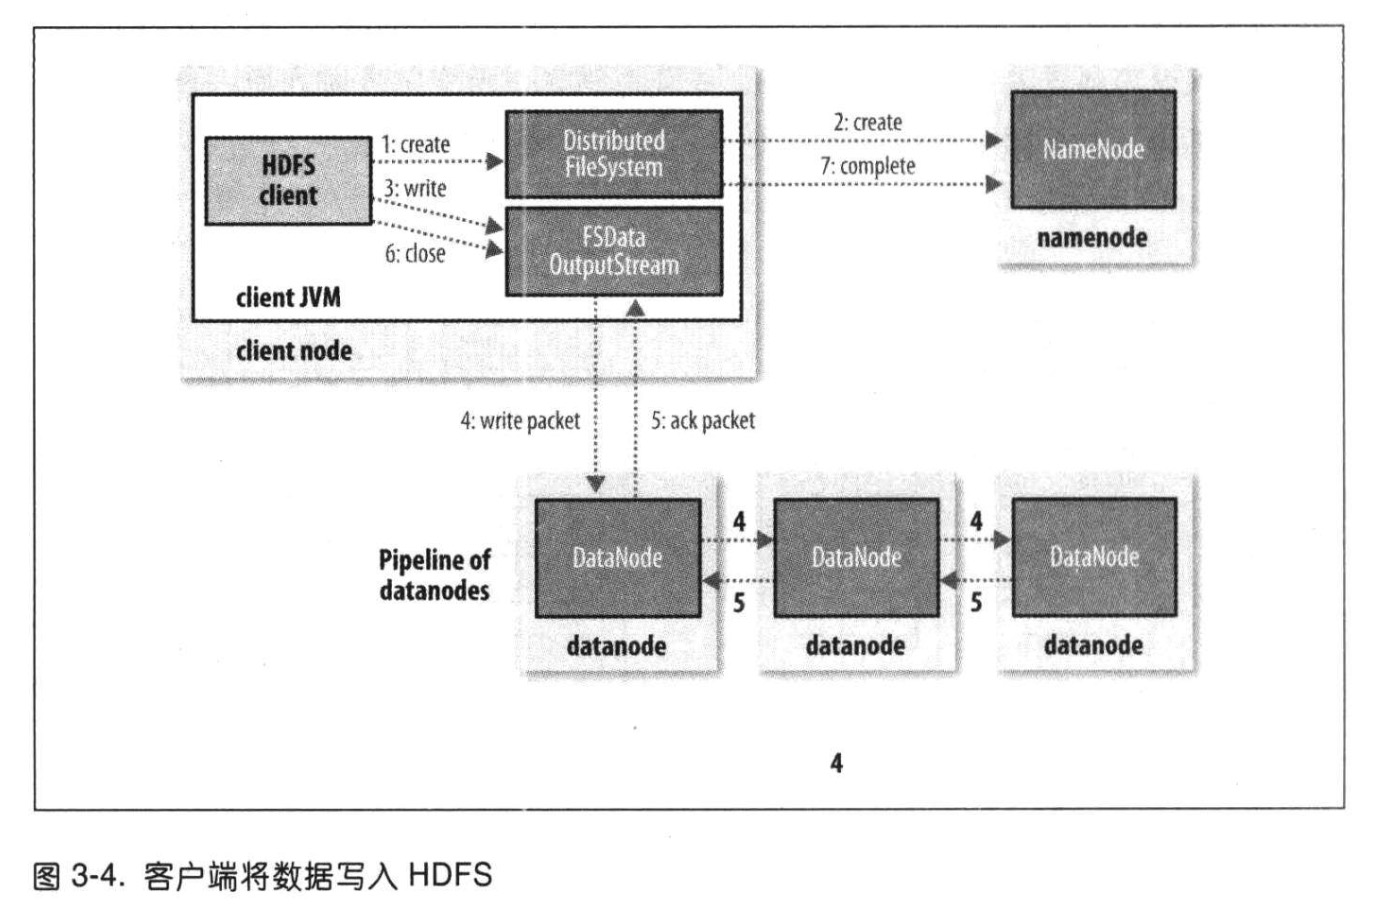 1: create
HDFS
client
3: write
6: close
Distributed
FileSystem
FSData
OutputStream
client JVM
client node
2: create
7: complete
NameNode
namenode
4: write packet
5: ack packet
Pipeline of
datanodes
DataNode
datanode
4
5
DataNode
datanode
4
5
DataNode
datanode
4
图 3-4. 客户端将数据写入 HDFS